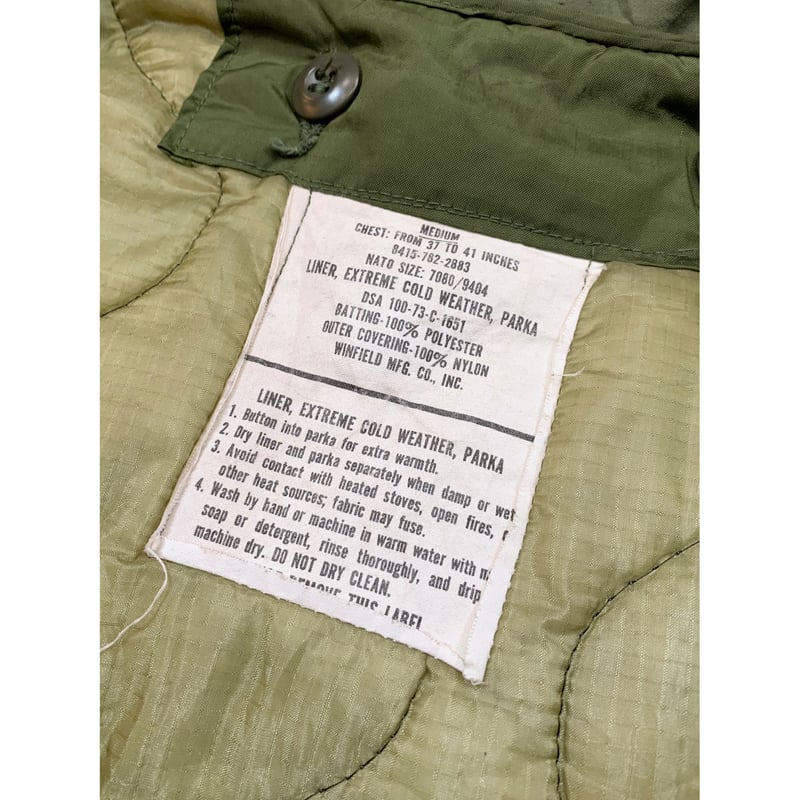 MEDIUM
CHEST: FROM 37 TO 41 INCHES
8415-782-2883
NATO SIZE: 7080/9404
LINER, EXTREME COLD WEATHER, PARKA
DSA 100-73-C-1651
BATTING-100% POLYESTER
OUTER COVERING-100% NYLON
WINFIELD MFG. CO., INC.
LINER, EXTREME COLD WEATHER, PARKA
1. Button into parka for extra warmth.
2. Dry liner and parka separately when damp or wet
3. Avoid contact with heated stoves, open fires,
other heat sources; fabric may fuse.
4. Wash by hand or machine in warm water with
soap or detergent, rinse thoroughly, and drip
machine dry. DO NOT DRY CLEAN.
REMOVE THIS LABEL